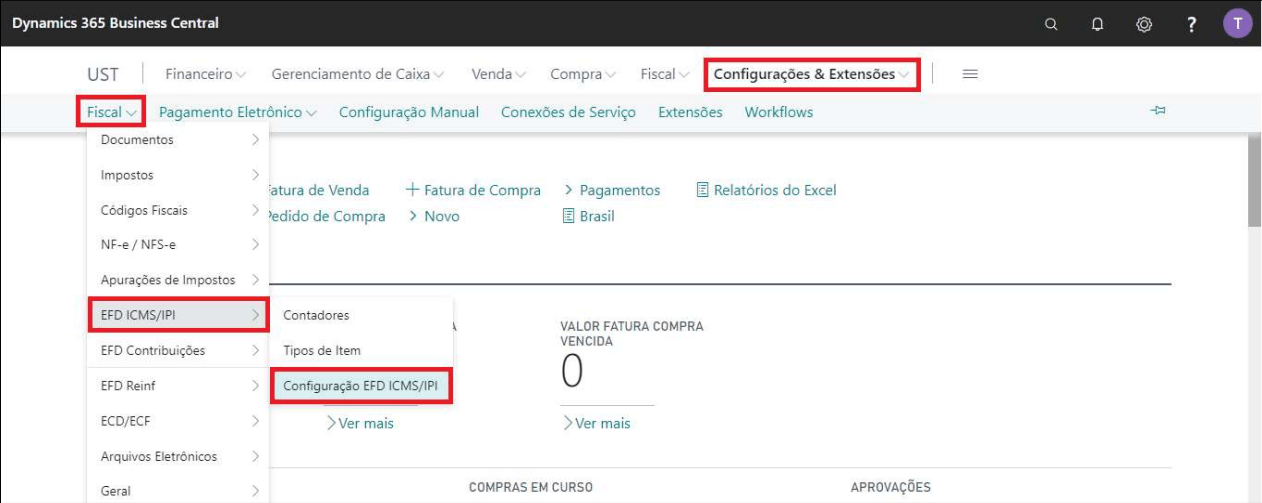 Dynamics 365 Business Central
?
T
UST
Financeiro
Gerenciamento de Caixa
Venda
Compra
Fiscal
Configurações & Extensões
Fiscal
Pagamento Eletrônico
Configuração Manual
Conexões de Serviço
Extensões
Workflows
Documentos
Impostos
Códigos Fiscais
NF-e / NFS-e
Apurações de Impostos
EFD ICMS/IPI
EFD Contribuições
EFD Reinf
ECD/ECF
Arquivos Eletrônicos
Geral
Contadores
Tipos de Item
Configuração EFD ICMS/IPI
de Venda
+ Fatura de Compra
> Pagamentos
Relatórios do Excel
de Compra
> Novo
Brasil
VALOR FATURA COMPRA
VENCIDA
0
>Ver mais
>Ver mais
COMPRAS EM CURSO
APROVAÇÕES